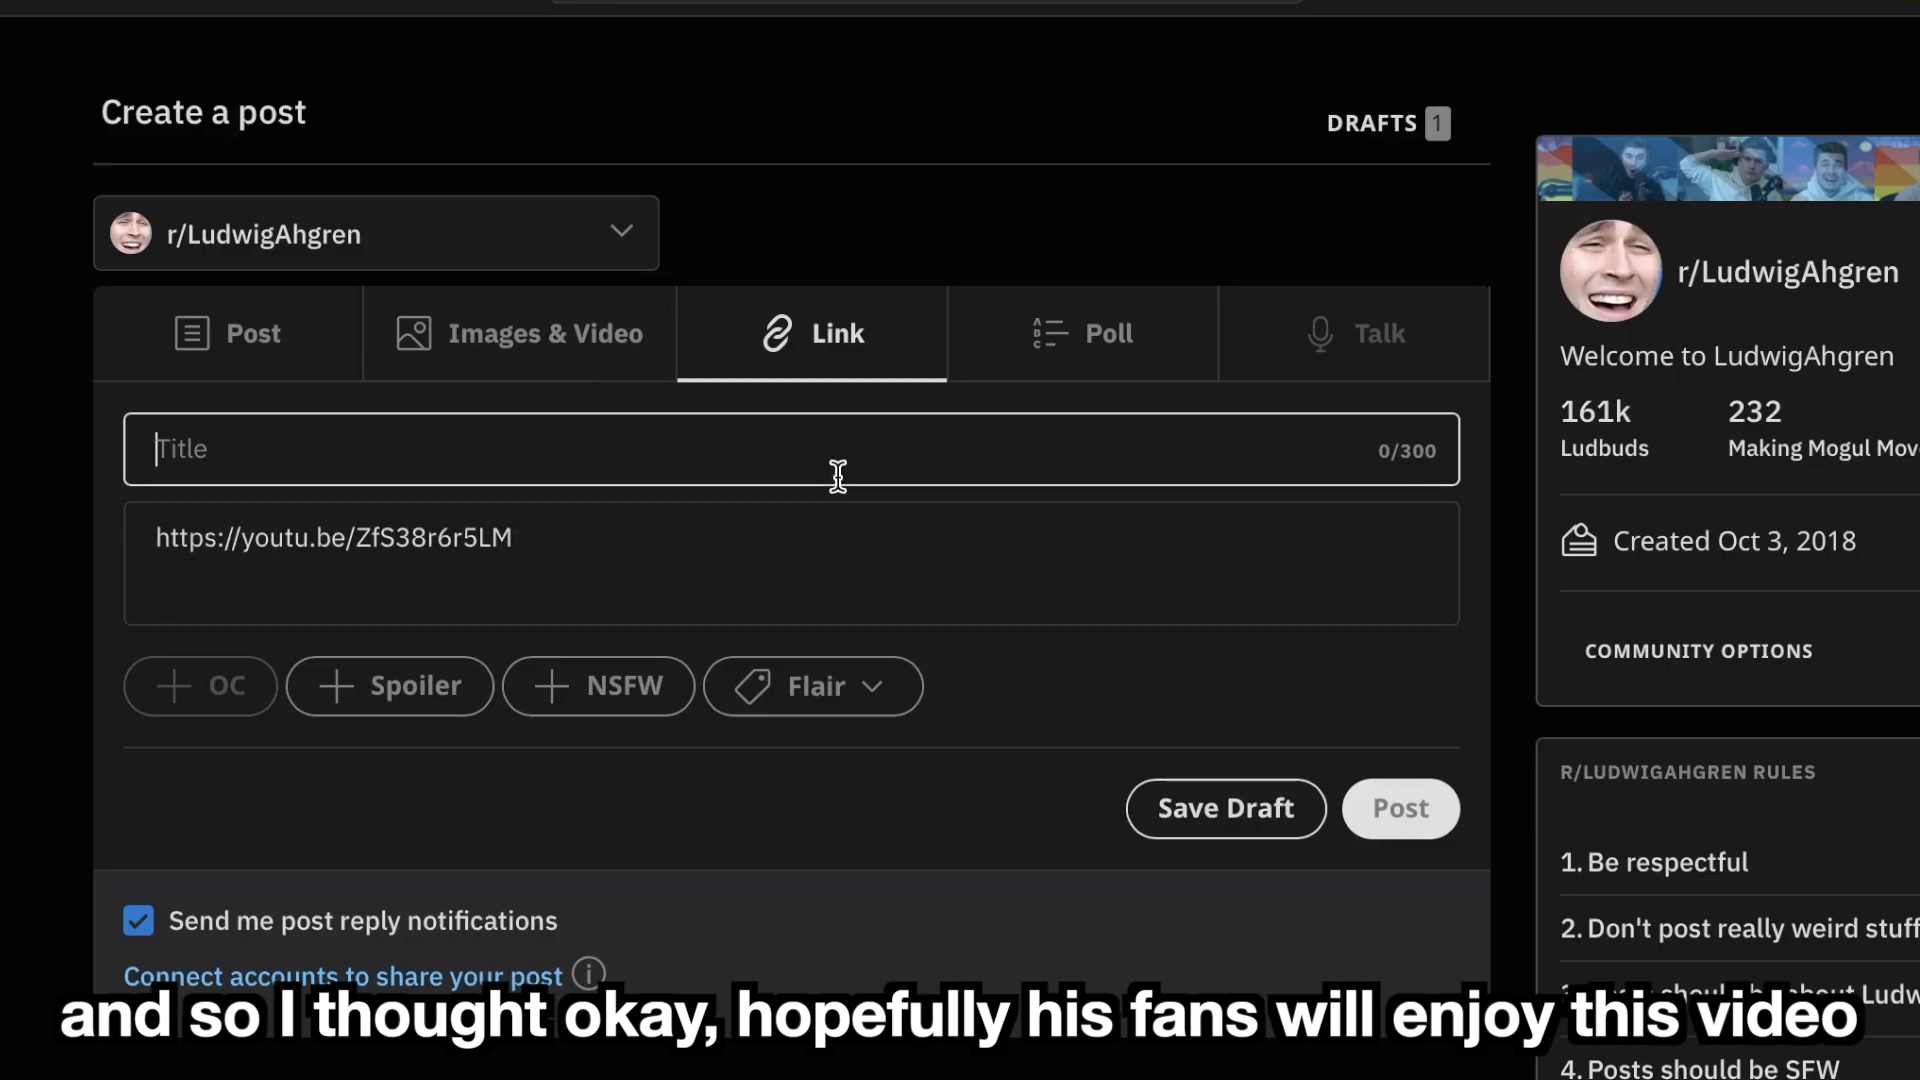 Create a post
DRAFTS 1
r/LudwigAhgren
Post
Images & Video
Link
Poll
Talk
Title
0/300
https://youtu.be/ZfS38r6r5LM
OC
Spoiler
NSFW
Flair
Save Draft
Post
Send me post reply notifications
Connect accounts to share your post
r/LudwigAhgren
Welcome to LudwigAhgren
161k
Ludbuds
232
Making Mogul Mov
Created Oct 3, 2018
COMMUNITY OPTIONS
R/LUDWIGAHGREN RULES
1. Be respectful
2. Don't post really weird stuff
Ludw
4. Posts should be SFW
and so I thought okay, hopefully his fans will enjoy this video